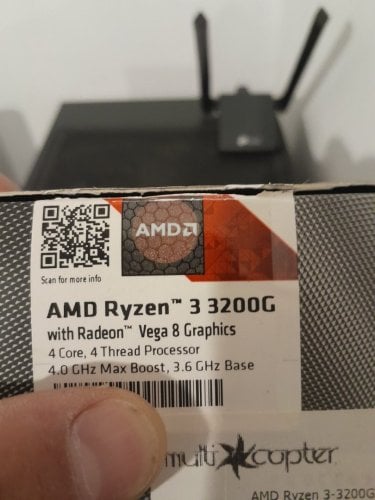 AMD
Scan for more info
AMD Ryzen™ 3 3200G
with Radeon™ Vega 8 Graphics
4 Core, 4 Thread Processor
4.0 GHz Max Boost, 3.6 GHz Base
multi copter
AMD Ryzen 3-3200G